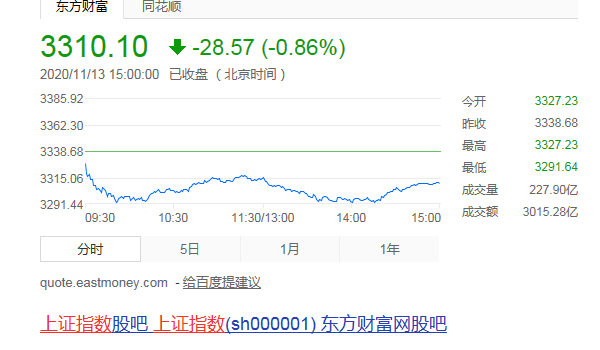 东方财富 同花顺
3310.10 -28.57 (-0.86%)
2020/11/13 15:00:00 已收盘 (北京时间)
3385.92
3362.30
3338.68
3315.06
3291.44
09:30 10:30 11:30/13:00 14:00 15:00
今开 3327.23
昨收 3338.68
最高 3327.23
最低 3291.64
成交量 227.90亿
成交额 3015.28亿
分时 5日 1月 1年
quote.eastmoney.com - 给百度提建议
上证指数股吧_上证指数(sh000001)_东方财富网股吧